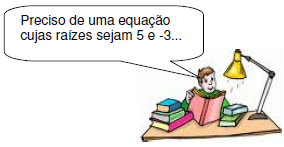 Preciso de uma equação
cujas raízes sejam 5 e -3...